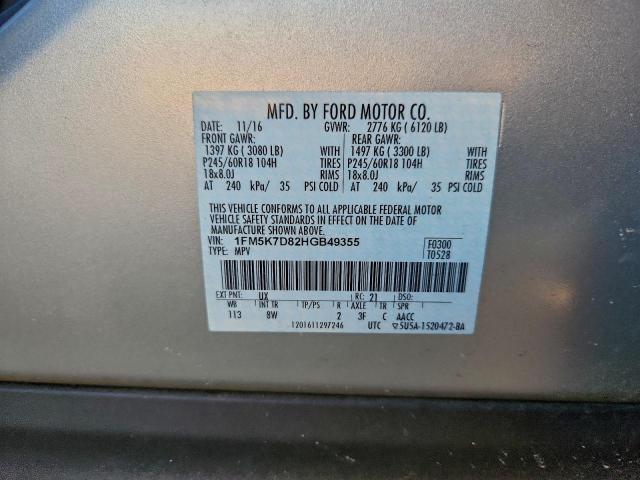 MFD. BY FORD MOTOR CO.
DATE: 11/16 GVWR: 2776 KG ( 6120 LB)
FRONT GAWR: REAR GAWR:
1397 KG ( 3080 LB) WITH 1497 KG ( 3300 LB) WITH
P245/60R18 104H TIRES P245/60R18 104H TIRES
18x8.0J RIMS 18x8.0J RIMS
AT 240 kPa/ 35 PSI COLD AT 240 kPa/ 35 PSI COLD
THIS VEHICLE CONFORMS TO ALL APPLICABLE FEDERAL MOTOR
VEHICLE SAFETY STANDARDS IN EFFECT ON THE DATE OF
MANUFACTURE SHOWN ABOVE.
VIN: 1FM5K7D82HGB49355 F0300
TYPE: MPV T0528
EXT PNT: UX RC: 21 DSO:
WB INT TR TP/PS R AXLE TR SPR
113 8W 2 3F C AACC
1201611297246 UTC ▽5U5A-1520472-BA